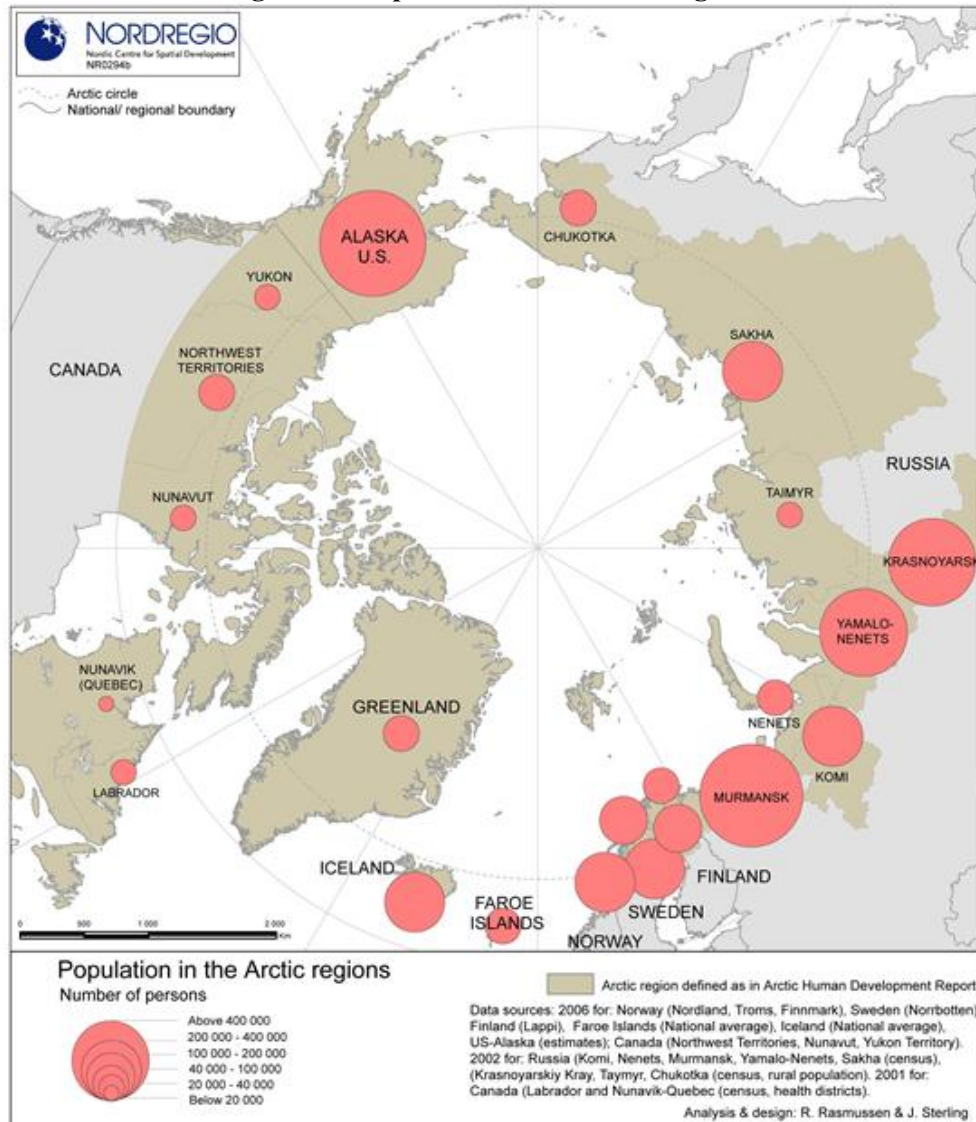 NORDREGIO
Nordic Centre for Spatial Development
NR0294b
Arctic circle
National/ regional boundary
ALASKA
U.S.
CHUKOTKA
YUKON
SAKHA
NORTHWEST
TERRITORIES
CANADA
RUSSIA
NUNAVUT
TAIMYR
KRASNOYARSK
YAMALO-
NENETS
NUNAVIK
(QUEBEC)
GREENLAND
NENETS
KOMI
LABRADOR
MURMANSK
ICELAND
FINLAND
FAROE
ISLANDS
SWEDEN
NORWAY
0 500 1 000 2 000
Km
Population in the Arctic regions
Number of persons
Above 400 000
200 000 - 400 000
100 000 - 200 000
40 000 - 100 000
20 000 - 40 000
Below 20 000
Arctic region defined as in Arctic Human Development Report
Data sources: 2006 for: Norway (Nordland, Troms, Finnmark), Sweden (Norrbotten)
Finland (Lappi), Faroe Islands (National average), Iceland (National average),
US-Alaska (estimates); Canada (Northwest Territories, Nunavut, Yukon Territory).
2002 for: Russia (Komi, Nenets, Murmansk, Yamalo-Nenets, Sakha (census),
(Krasnoyarskiy Kray, Taymyr, Chukotka (census, rural population). 2001 for:
Canada (Labrador and Nunavik-Quebec (census, health districts).
Analysis & design: R. Rasmussen & J. Sterling